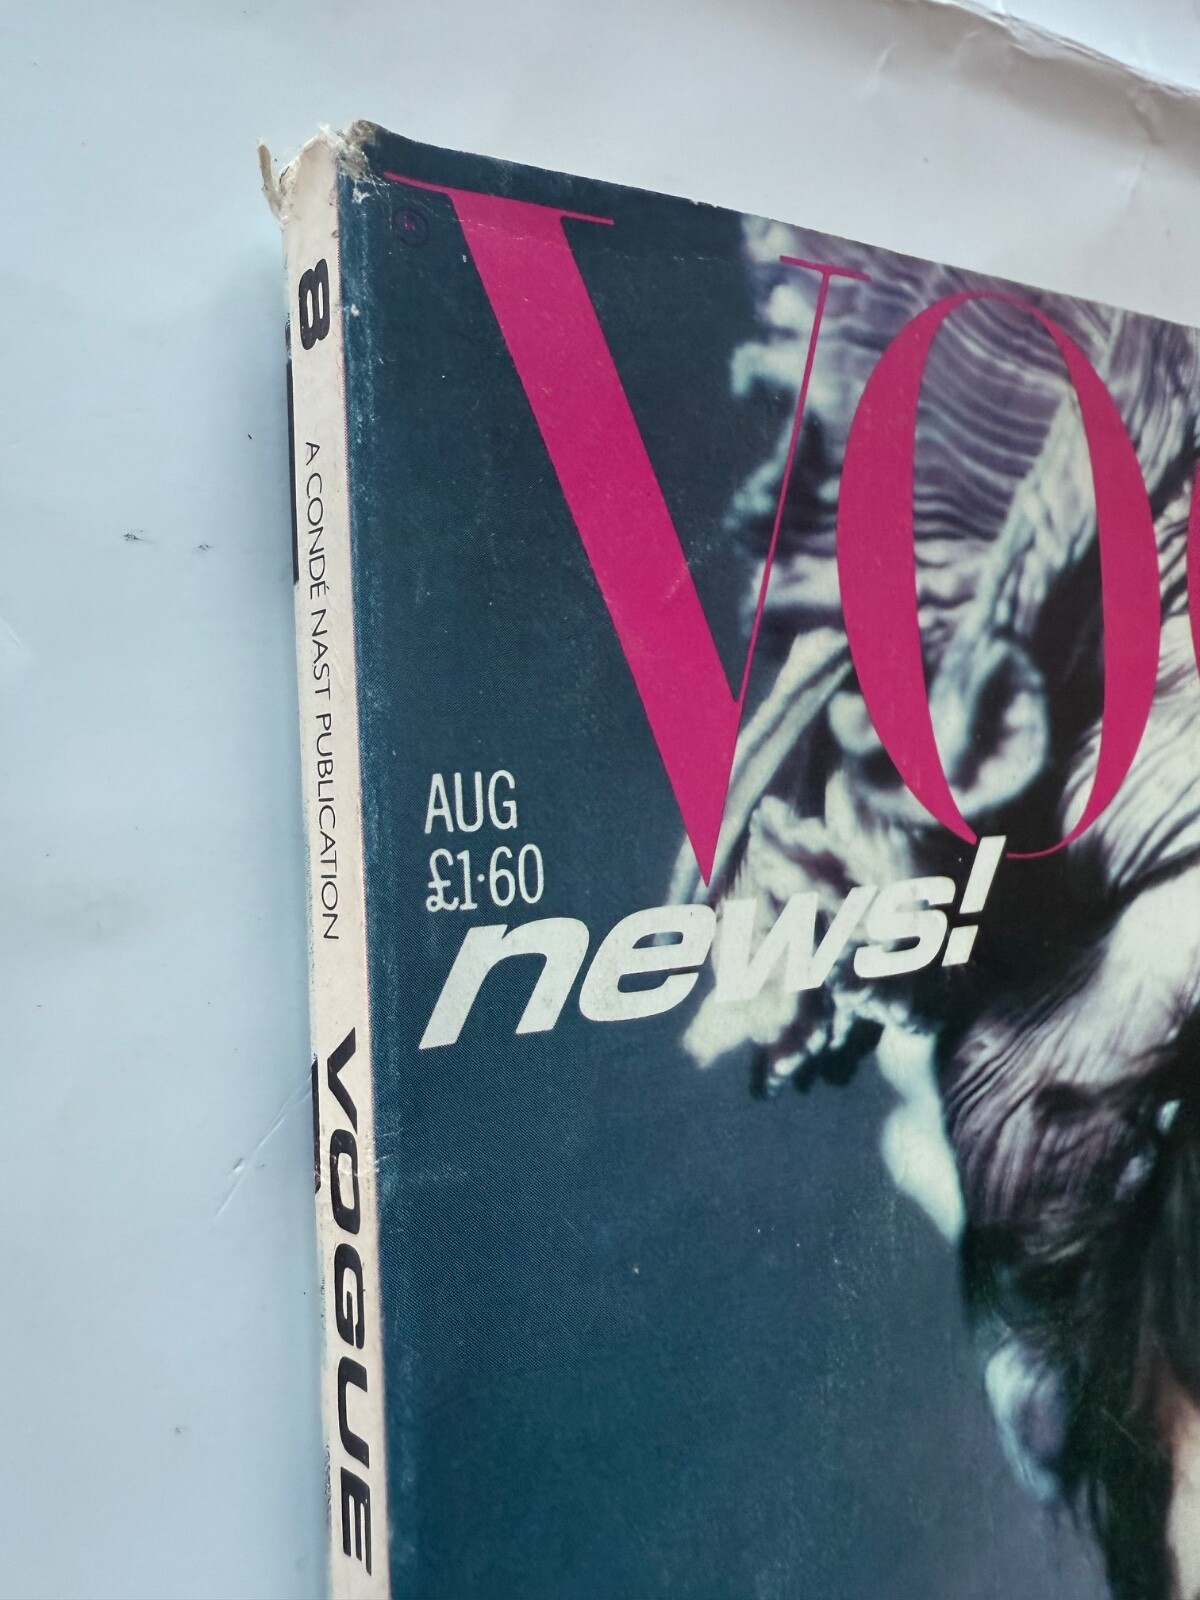 8 A CONDÉ NAST PUBLICATION VOGUE
VO
AUG
£1·60
news!